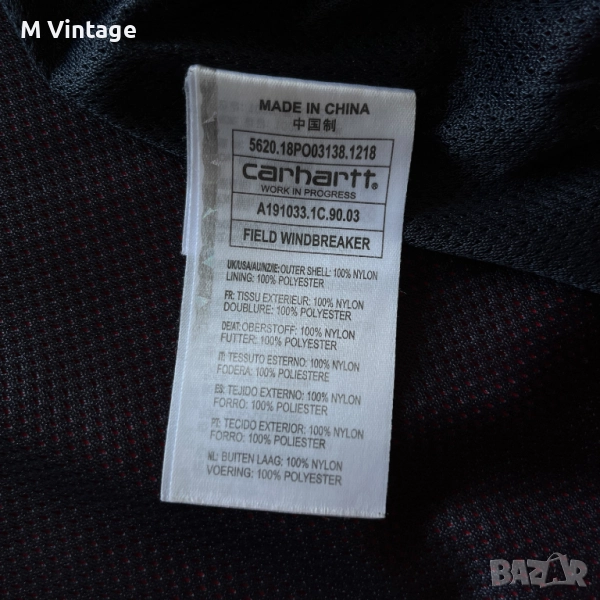 M Vintage
MADE IN CHINA
中国制
5620.18PO03138.1218
carhartt®
WORK IN PROGRESS
A191033.1C.90.03
FIELD WINDBREAKER
UK/USA/AU/NZ/IE: OUTER SHELL: 100% NYLON
LINING: 100% POLYESTER
FR: TISSU EXTERIEUR: 100% NYLON
DOUBLURE: 100% POLYESTER
DE/AT: OBERSTOFF: 100% NYLON
FUTTER: 100% POLYESTER
IT: TESSUTO ESTERNO: 100% NYLON
FODERA: 100% POLIESTERE
ES: TEJIDO EXTERNO: 100% NYLON
FORRO: 100% POLIESTER
PT: TECIDO EXTERIOR: 100% NYLON
FORRO: 100% POLIESTER
NL: BUITEN LAAG: 100% NYLON
VOERING: 100% POLYESTER
BAZAR